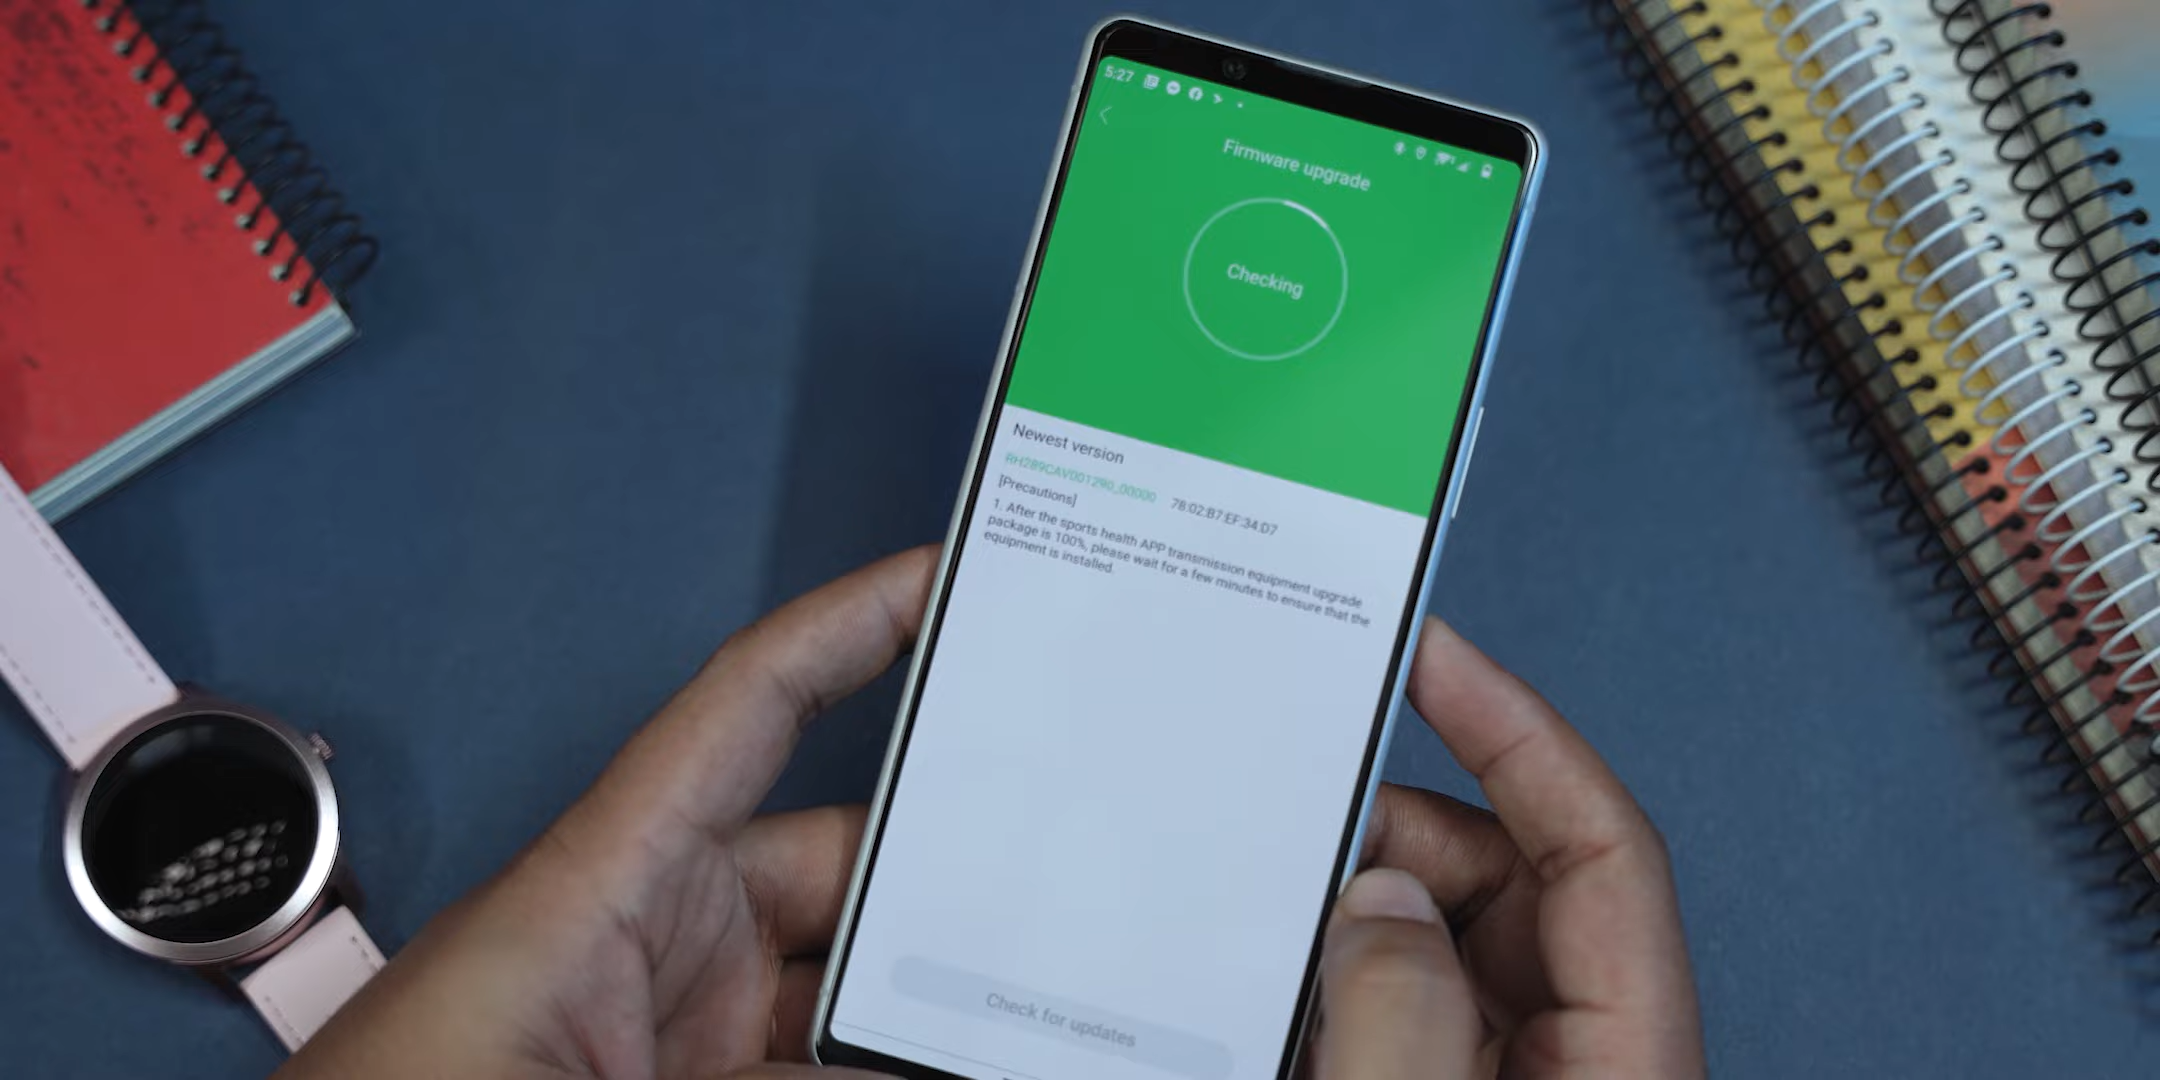 5:27
Firmware upgrade
Checking
Newest version
RH289CAV001290_00000 78:02:B7:EF:34:D7
[Precautions]
1. After the sports health APP transmission equipment upgrade
package is 100%, please wait for a few minutes to ensure that the
equipment is installed.
Check for updates